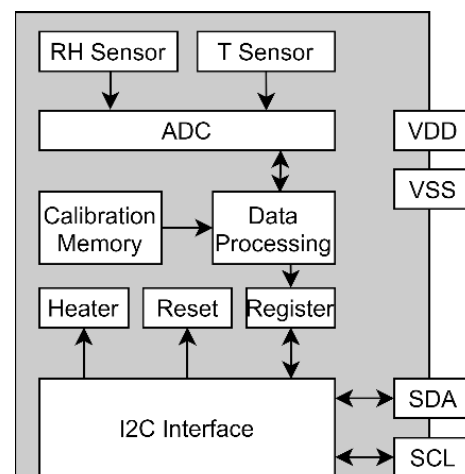 RH Sensor
T Sensor
ADC
VDD
VSS
Calibration
Memory
Data
Processing
Heater
Reset
Register
I2C Interface
SDA
SCL